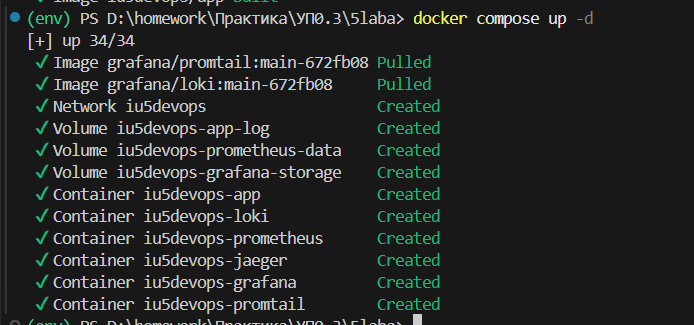 (env) PS D:\homework\Практика\УП0.3\5laba> docker compose up -d
[+] up 34/34
✓ Image grafana/promtail:main-672fb08 Pulled
✓ Image grafana/loki:main-672fb08 Pulled
✓ Network iu5devops Created
✓ Volume iu5devops-app-log Created
✓ Volume iu5devops-prometheus-data Created
✓ Volume iu5devops-grafana-storage Created
✓ Container iu5devops-app Created
✓ Container iu5devops-loki Created
✓ Container iu5devops-prometheus Created
✓ Container iu5devops-jaeger Created
✓ Container iu5devops-grafana Created
✓ Container iu5devops-promtail Created
(env) PS D:\homework\Практика\УП0.3\5laba>